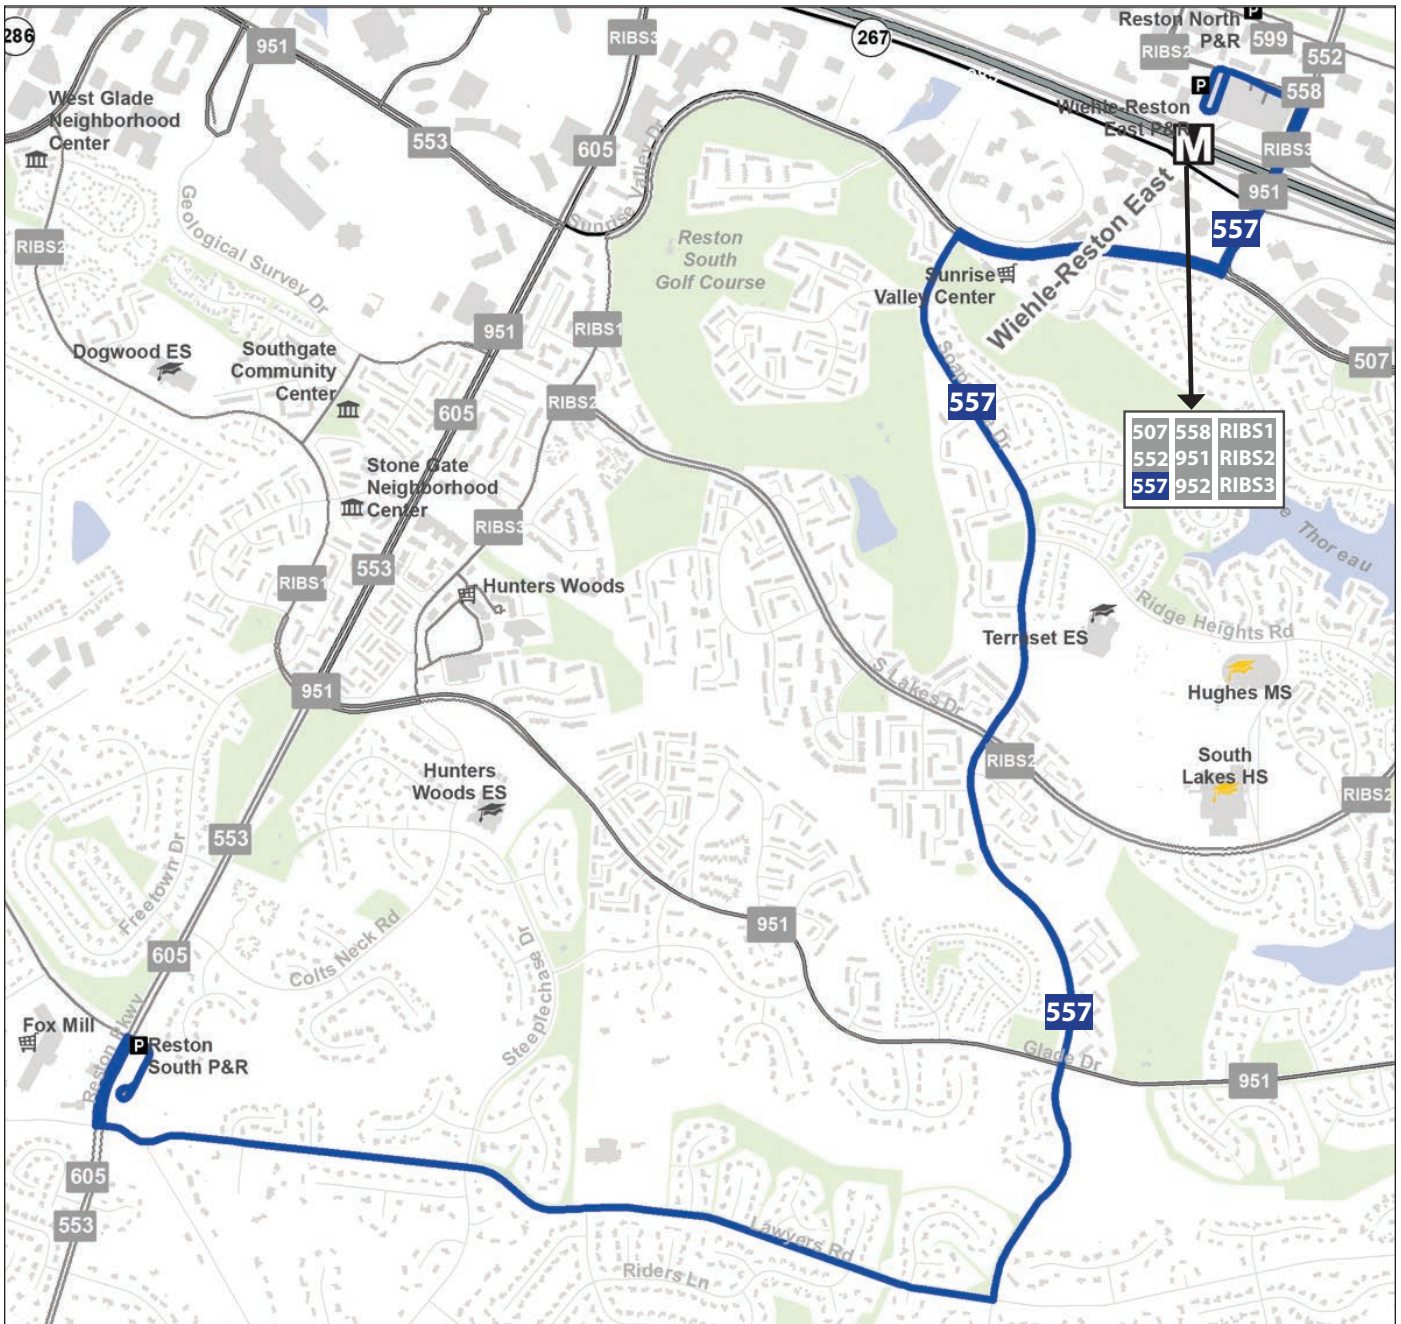 286
951
RIBS3
267
Reston North
P&R
RIBS2
599
552
West Glade
Neighborhood
Center
553
605
Sunrise Valley Dr
Wiehle-Reston
East P&R
558
M
RIBS3
951
557
Wiehle-Reston East
RIBS2
Geological Survey Dr
Reston
South
Golf Course
Sunrise
Valley Center
951
RIBS1
507
Dogwood ES
Southgate
Community
Center
605
RIBS2
557
507 558 RIBS1
552 951 RIBS2
557 952 RIBS3
Stone Gate
Neighborhood
Center
RIBS3
Thoreau
RIBS1
553
Hunters Woods
Terraset ES
Ridge Heights Rd
Hughes MS
951
S Lakes Dr
RIBS2
South
Lakes HS
RIBS2
Hunters
Woods ES
553
Freetown Dr
605
Colts Neck Rd
Steeplechase Dr
951
557
Fox Mill
Reston Pkwy
P
Reston
South P&R
Glade Dr
951
605
553
Lawyers Rd
Riders Ln